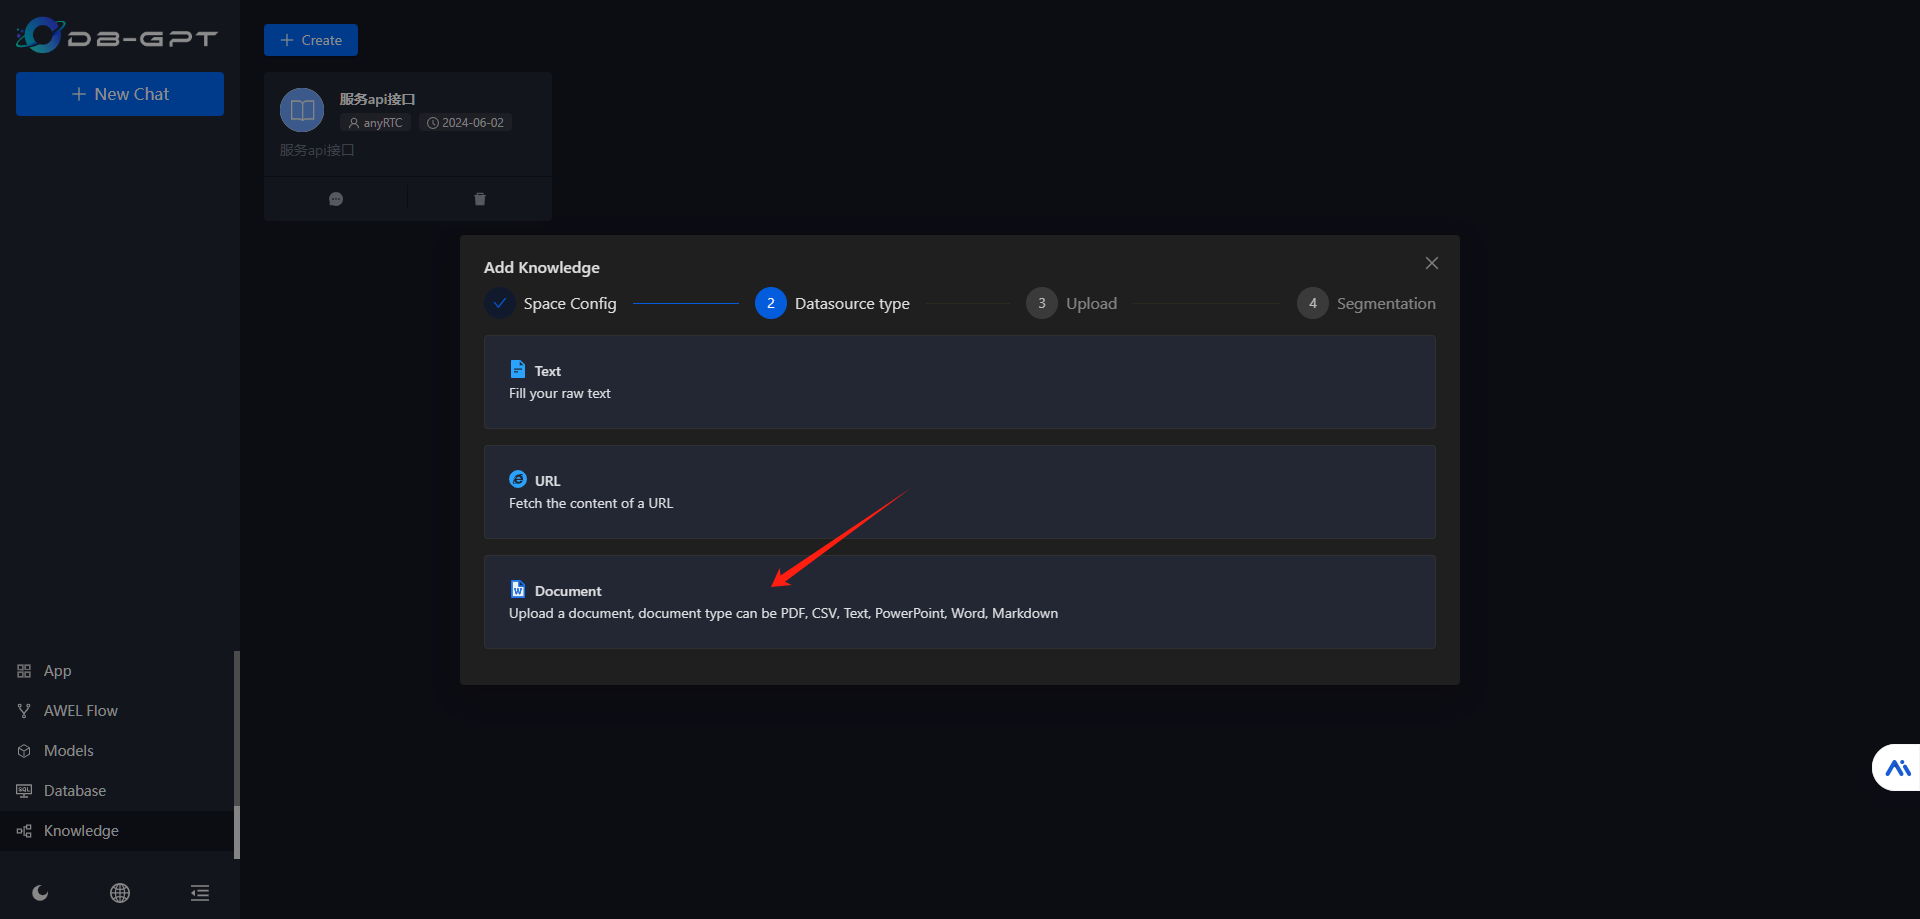 DB-GPT
New Chat
Create
服务api接口
anyRTC
2024-06-02
服务api接口
Add Knowledge
Space Config
2 Datasource type
3 Upload
4 Segmentation
Text
Fill your raw text
URL
Fetch the content of a URL
Document
Upload a document, document type can be PDF, CSV, Text, PowerPoint, Word, Markdown
App
AWEL Flow
Models
Database
Knowledge